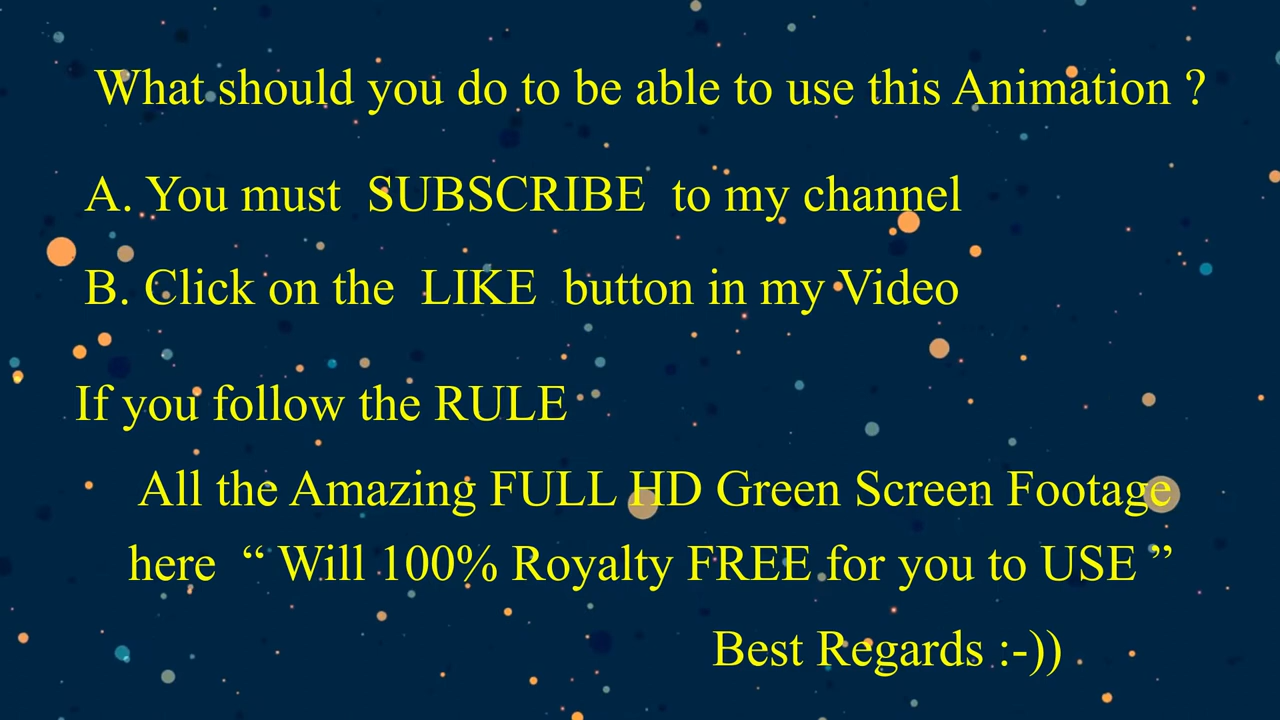 What should you do to be able to use this Animation ?
A. You must SUBSCRIBE to my channel
B. Click on the LIKE button in my Video
If you follow the RULE
All the Amazing FULL HD Green Screen Footage
here “ Will 100% Royalty FREE for you to USE ”
Best Regards :-))